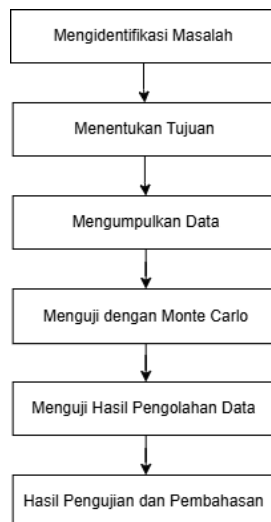 Mengidentifikasi Masalah
Menentukan Tujuan
Mengumpulkan Data
Menguji dengan Monte Carlo
Menguji Hasil Pengolahan Data
Hasil Pengujian dan Pembahasan